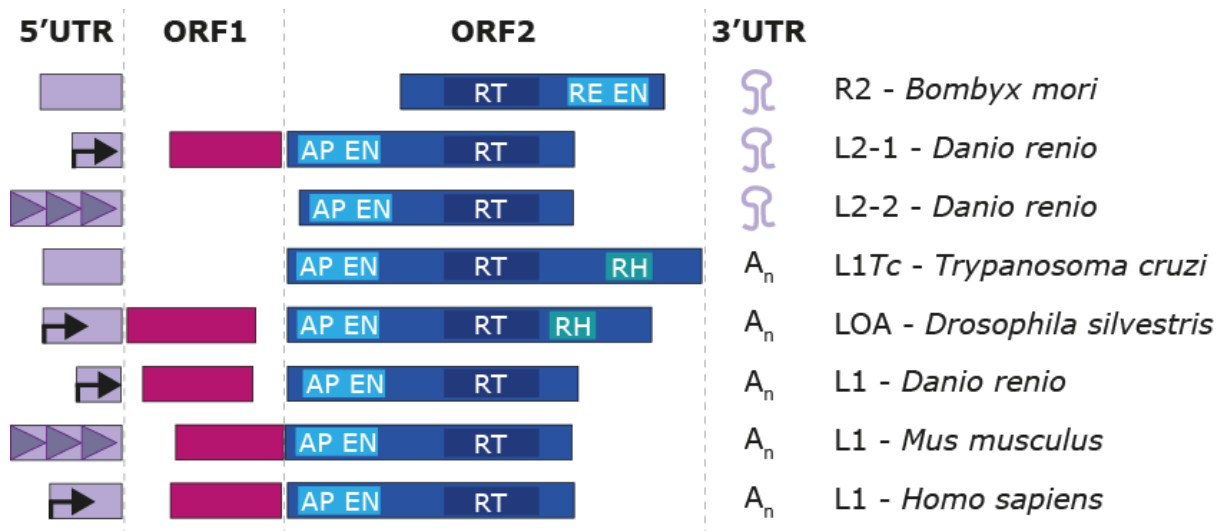 5’UTR ORF1 ORF2 3’UTR
RT RE EN R2 - Bombyx mori
AP EN RT L2-1 - Danio renio
AP EN RT L2-2 - Danio renio
AP EN RT RH An L1Tc - Trypanosoma cruzi
AP EN RT RH An LOA - Drosophila silvestris
AP EN RT An L1 - Danio renio
AP EN RT An L1 - Mus musculus
AP EN RT An L1 - Homo sapiens